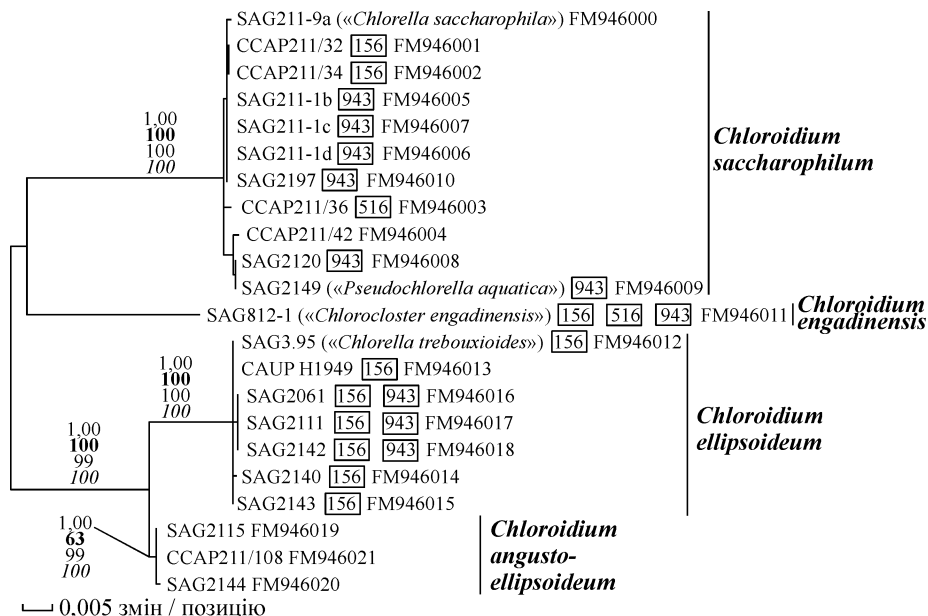 SAG211-9a («Chlorella saccharophila») FM946000
CCAP211/32 156 FM946001
CCAP211/34 156 FM946002
SAG211-1b 943 FM946005
SAG211-1c 943 FM946007
SAG211-1d 943 FM946006
SAG2197 943 FM946010
CCAP211/36 516 FM946003
CCAP211/42 FM946004
SAG2120 943 FM946008
SAG2149 («Pseudochlorella aquatica») 943 FM946009
Chloroidium
saccharophilum
1,00
100
100
100
SAG812-1 («Chlorocloster engadinensis») 156 516 943 FM946011
Chloroidium
engadinensis
SAG3.95 («Chlorella trebouxioides») 156 FM946012
CAUP H1949 156 FM946013
SAG2061 156 943 FM946016
SAG2111 156 943 FM946017
SAG2142 156 943 FM946018
SAG2140 156 FM946014
SAG2143 156 FM946015
Chloroidium
ellipsoideum
1,00
100
100
100
1,00
100
99
100
1,00
63
99
100
SAG2115 FM946019
CCAP211/108 FM946021
SAG2144 FM946020
Chloroidium
angusto-
ellipsoideum
0,005 змін / позицію